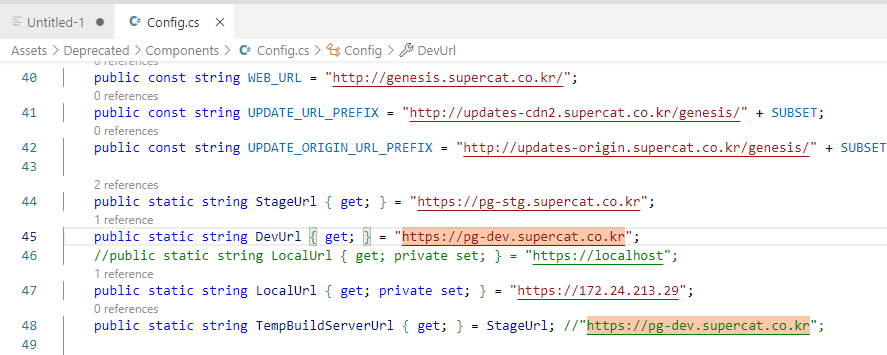 Untitled-1 ● C# Config.cs ×
Assets > Deprecated > Components > C# Config.cs > Config > DevUrl
0 references
40 public const string WEB_URL = "http://genesis.supercat.co.kr/";
0 references
41 public const string UPDATE_URL_PREFIX = "http://updates-cdn2.supercat.co.kr/genesis/" + SUBSET;
0 references
42 public const string UPDATE_ORIGIN_URL_PREFIX = "http://updates-origin.supercat.co.kr/genesis/" + SUBSET
43
2 references
44 public static string StageUrl { get; } = "https://pg-stg.supercat.co.kr";
1 reference
45 public static string DevUrl { get; } = "https://pg-dev.supercat.co.kr";
46 //public static string LocalUrl { get; private set; } = "https://localhost";
1 reference
47 public static string LocalUrl { get; private set; } = "https://172.24.213.29";
0 references
48 public static string TempBuildServerUrl { get; } = StageUrl; //"https://pg-dev.supercat.co.kr";
49